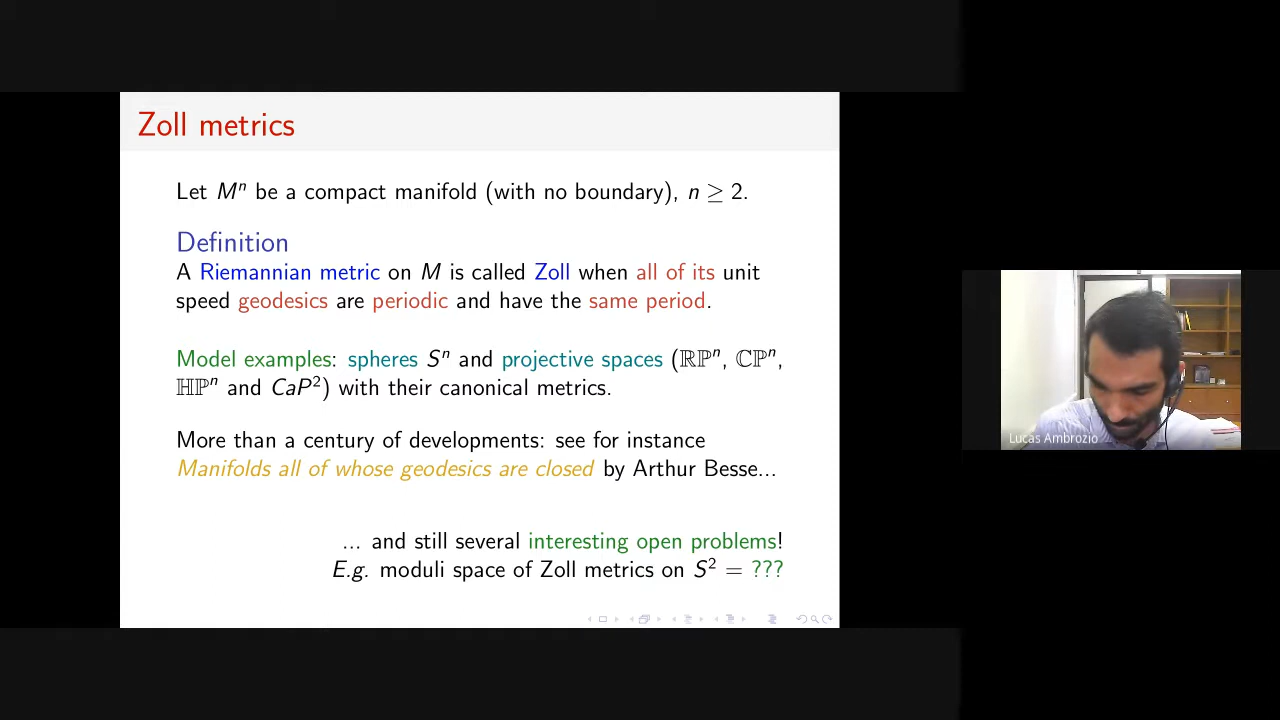 Zoll metrics
Let Mⁿ be a compact manifold (with no boundary), n ≥ 2.
Definition
A Riemannian metric on M is called Zoll when all of its unit
speed geodesics are periodic and have the same period.
Model examples: spheres Sⁿ and projective spaces (ℝℙⁿ, ℂℙⁿ,
ℍℙⁿ and CaP²) with their canonical metrics.
More than a century of developments: see for instance
Manifolds all of whose geodesics are closed by Arthur Besse...
... and still several interesting open problems!
E.g. moduli space of Zoll metrics on S² = ???
Lucas Ambrozio